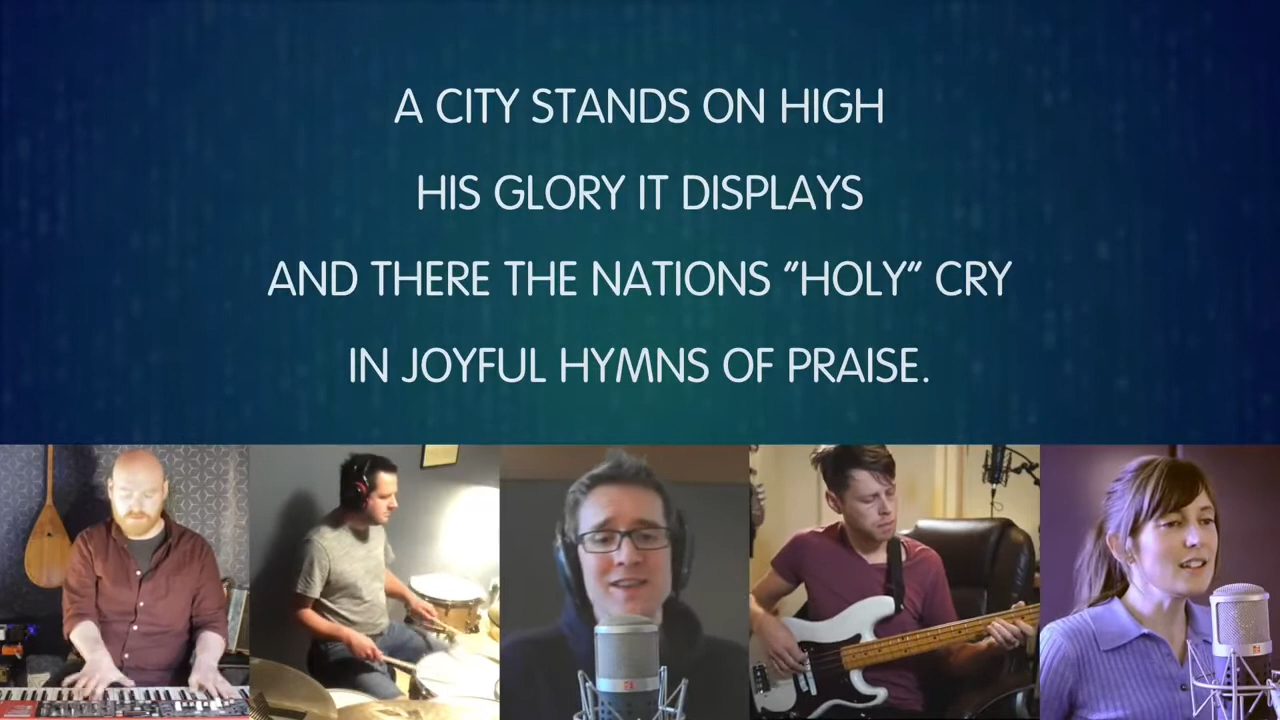 A CITY STANDS ON HIGH
HIS GLORY IT DISPLAYS
AND THERE THE NATIONS “HOLY” CRY
IN JOYFUL HYMNS OF PRAISE.